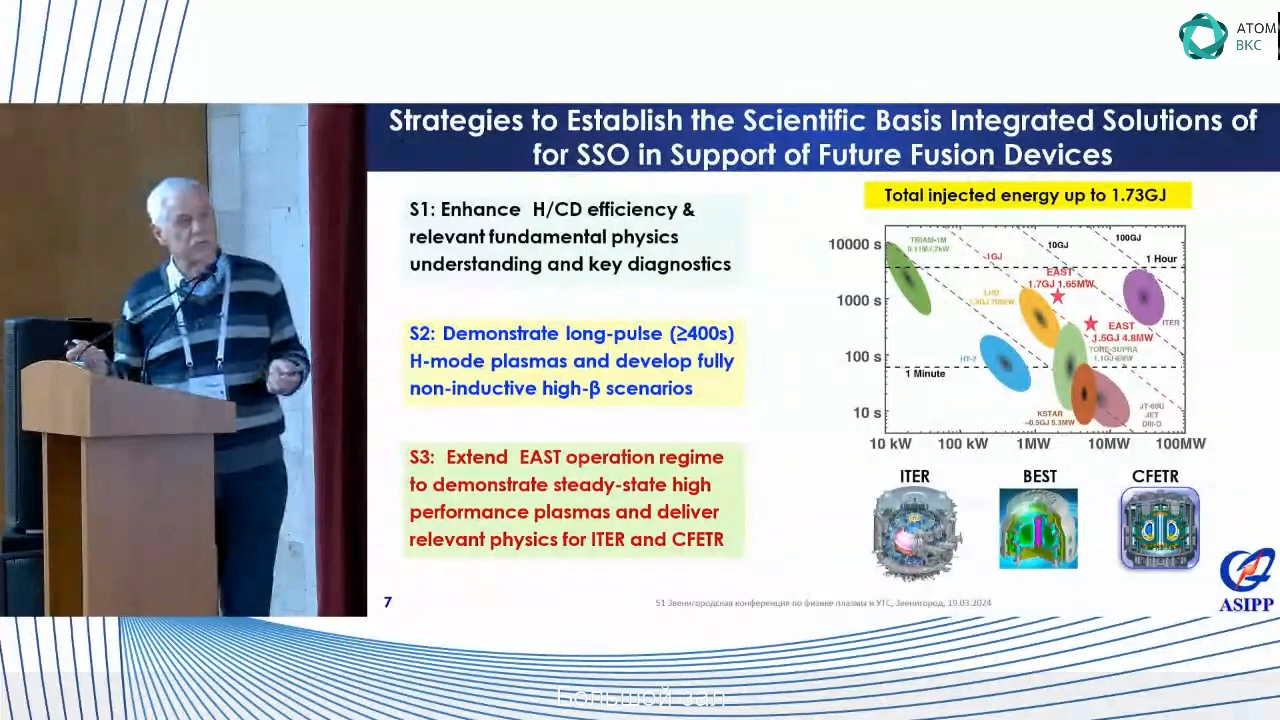 АТОМ
ВКС
Strategies to Establish the Scientific Basis Integrated Solutions of
for SSO in Support of Future Fusion Devices
S1: Enhance H/CD efficiency &
relevant fundamental physics
understanding and key diagnostics
S2: Demonstrate long-pulse (≥400s)
H-mode plasmas and develop fully
non-inductive high-β scenarios
S3: Extend EAST operation regime
to demonstrate steady-state high
performance plasmas and deliver
relevant physics for ITER and CFETR
Total injected energy up to 1.73GJ
10000 s
1000 s
100 s
10 s
TRIAM-1M
1GJ
10GJ
100GJ
1 Hour
EAST
1.7GJ 1.65MW
LHD
ITER
EAST
1.5GJ 4.8MW
TORE-SUPRA
HT-7
1 Minute
KSTAR
~0.5GJ 5.3MW
JT-60U
JET
DIII-D
10 kW
100 kW
1MW
10MW
100MW
ITER
BEST
CFETR
7
51 Звенигородская конференция по физике плазмы и УТС, Звенигород, 19.03.2024
ASIPP
Большой зал